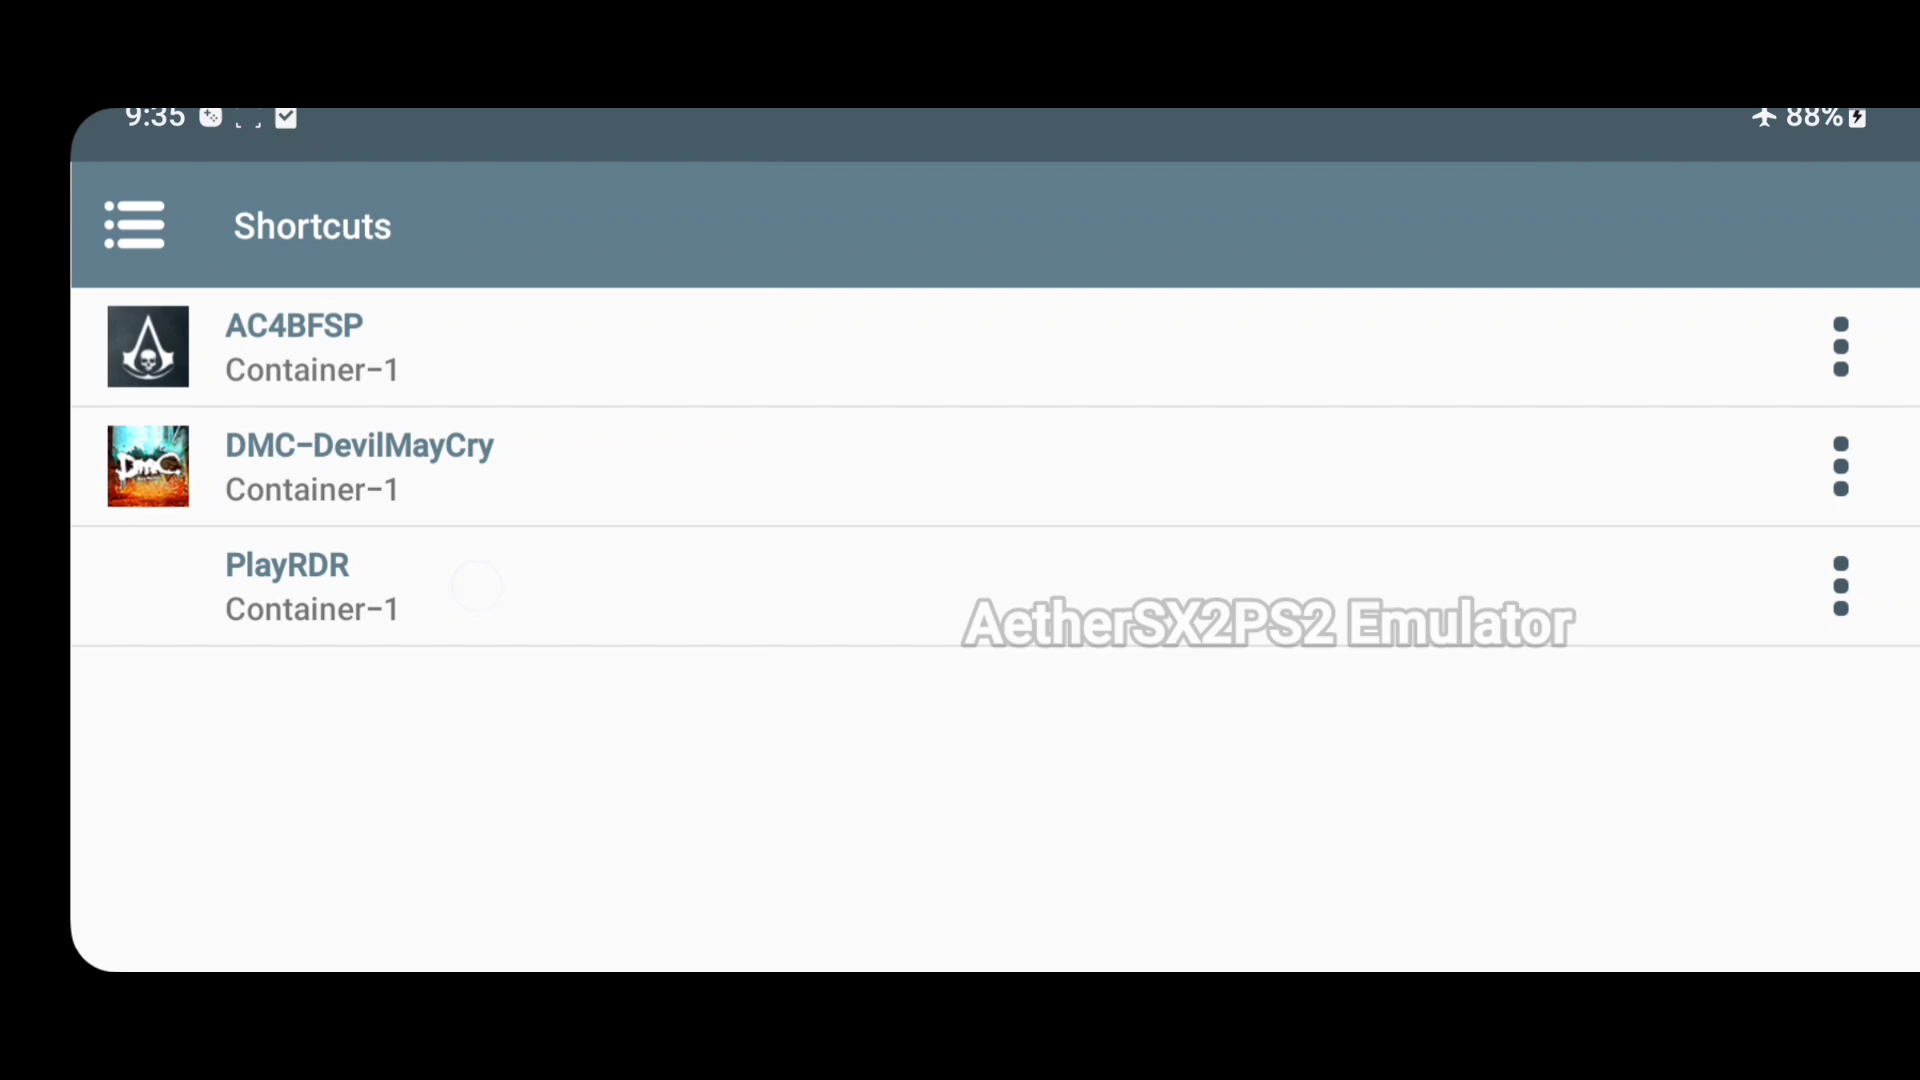 9:35 88%
Shortcuts
AC4BFSP
Container-1
DMC-DevilMayCry
Container-1
PlayRDR
Container-1
AetherSX2PS2 Emulator